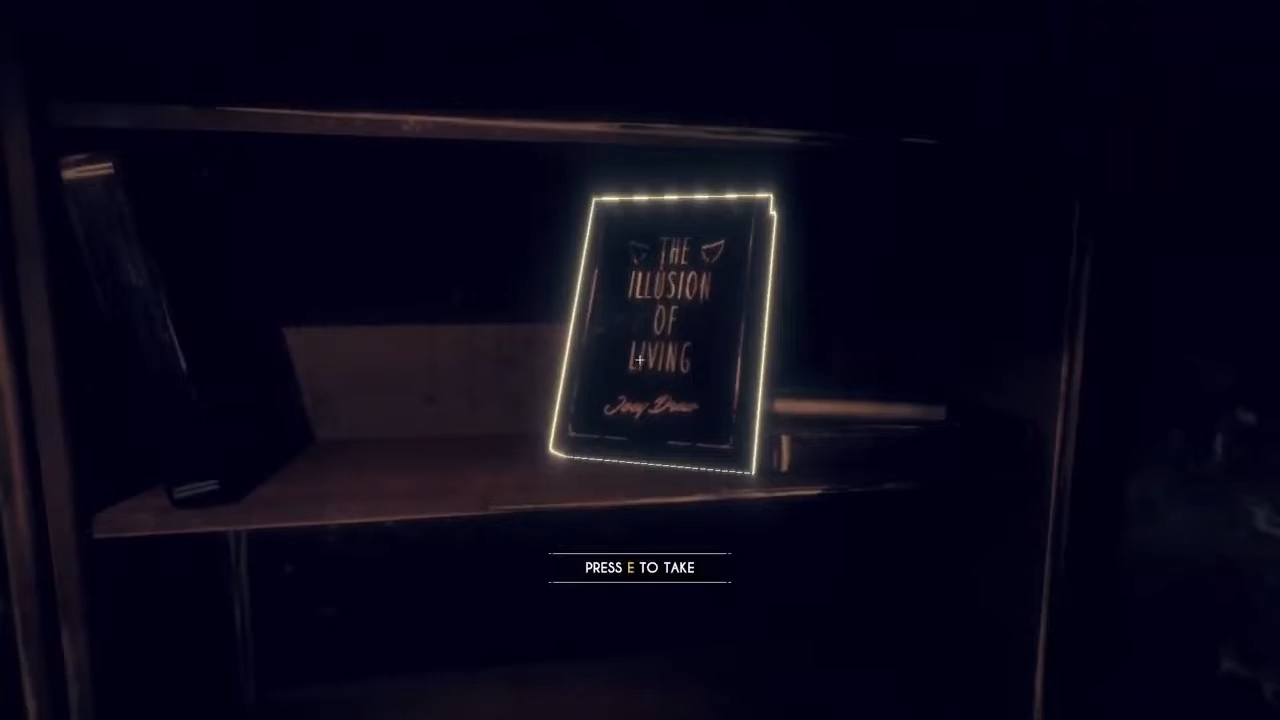 THE
ILLUSION
OF
LIVING
Joey Drew
PRESS E TO TAKE